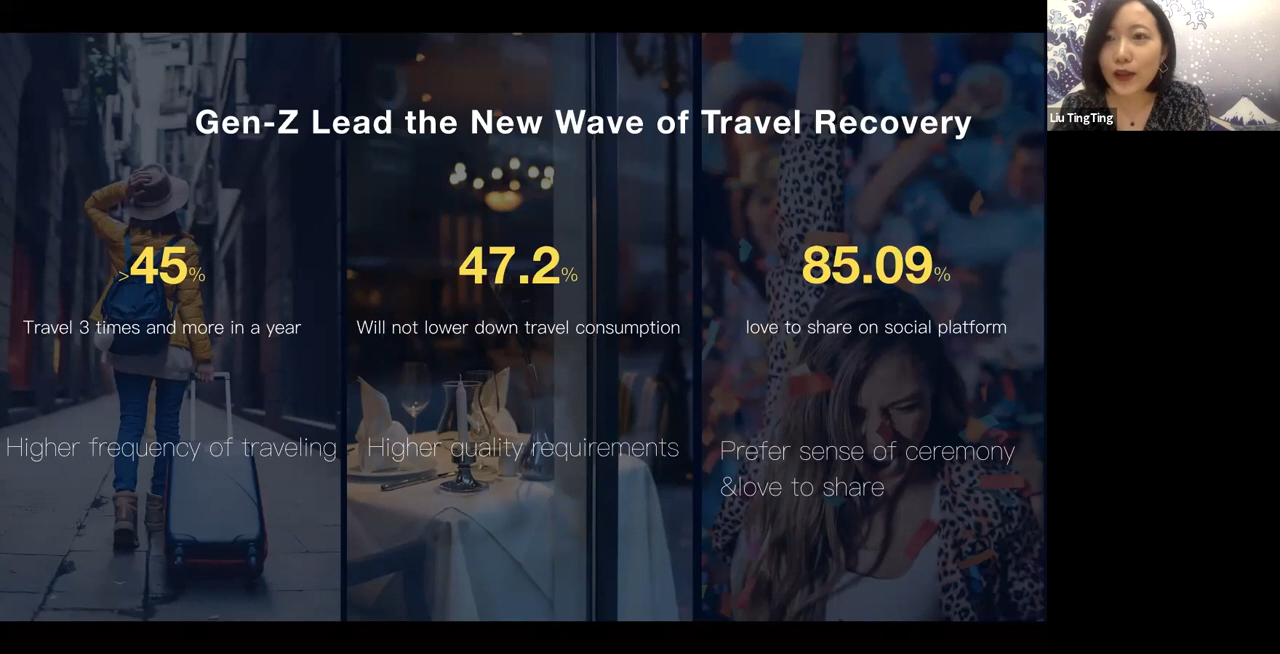 Gen-Z Lead the New Wave of Travel Recovery
>45%
Travel 3 times and more in a year
Higher frequency of traveling
47.2%
Will not lower down travel consumption
Higher quality requirements
85.09%
love to share on social platform
Prefer sense of ceremony
&love to share
Liu TingTing